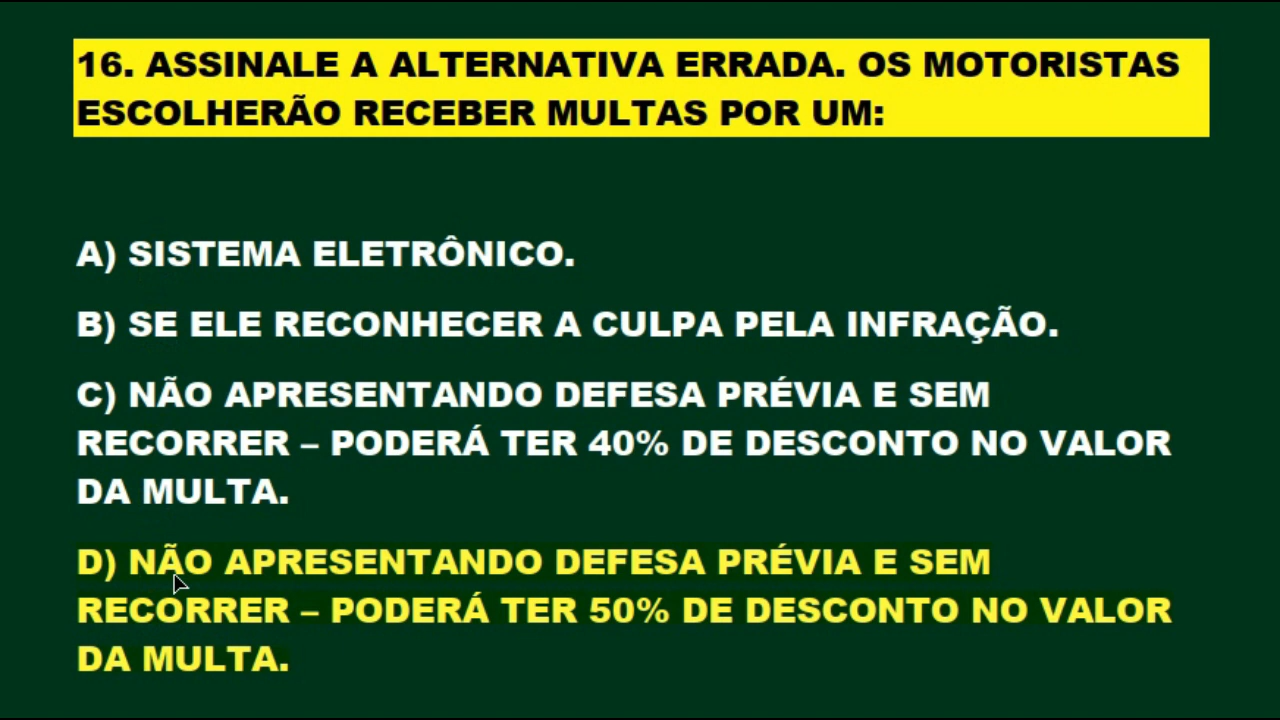 16. ASSINALE A ALTERNATIVA ERRADA. OS MOTORISTAS
ESCOLHERÃO RECEBER MULTAS POR UM:
A) SISTEMA ELETRÔNICO.
B) SE ELE RECONHECER A CULPA PELA INFRAÇÃO.
C) NÃO APRESENTANDO DEFESA PRÉVIA E SEM
RECORRER – PODERÁ TER 40% DE DESCONTO NO VALOR
DA MULTA.
D) NÃO APRESENTANDO DEFESA PRÉVIA E SEM
RECORRER – PODERÁ TER 50% DE DESCONTO NO VALOR
DA MULTA.